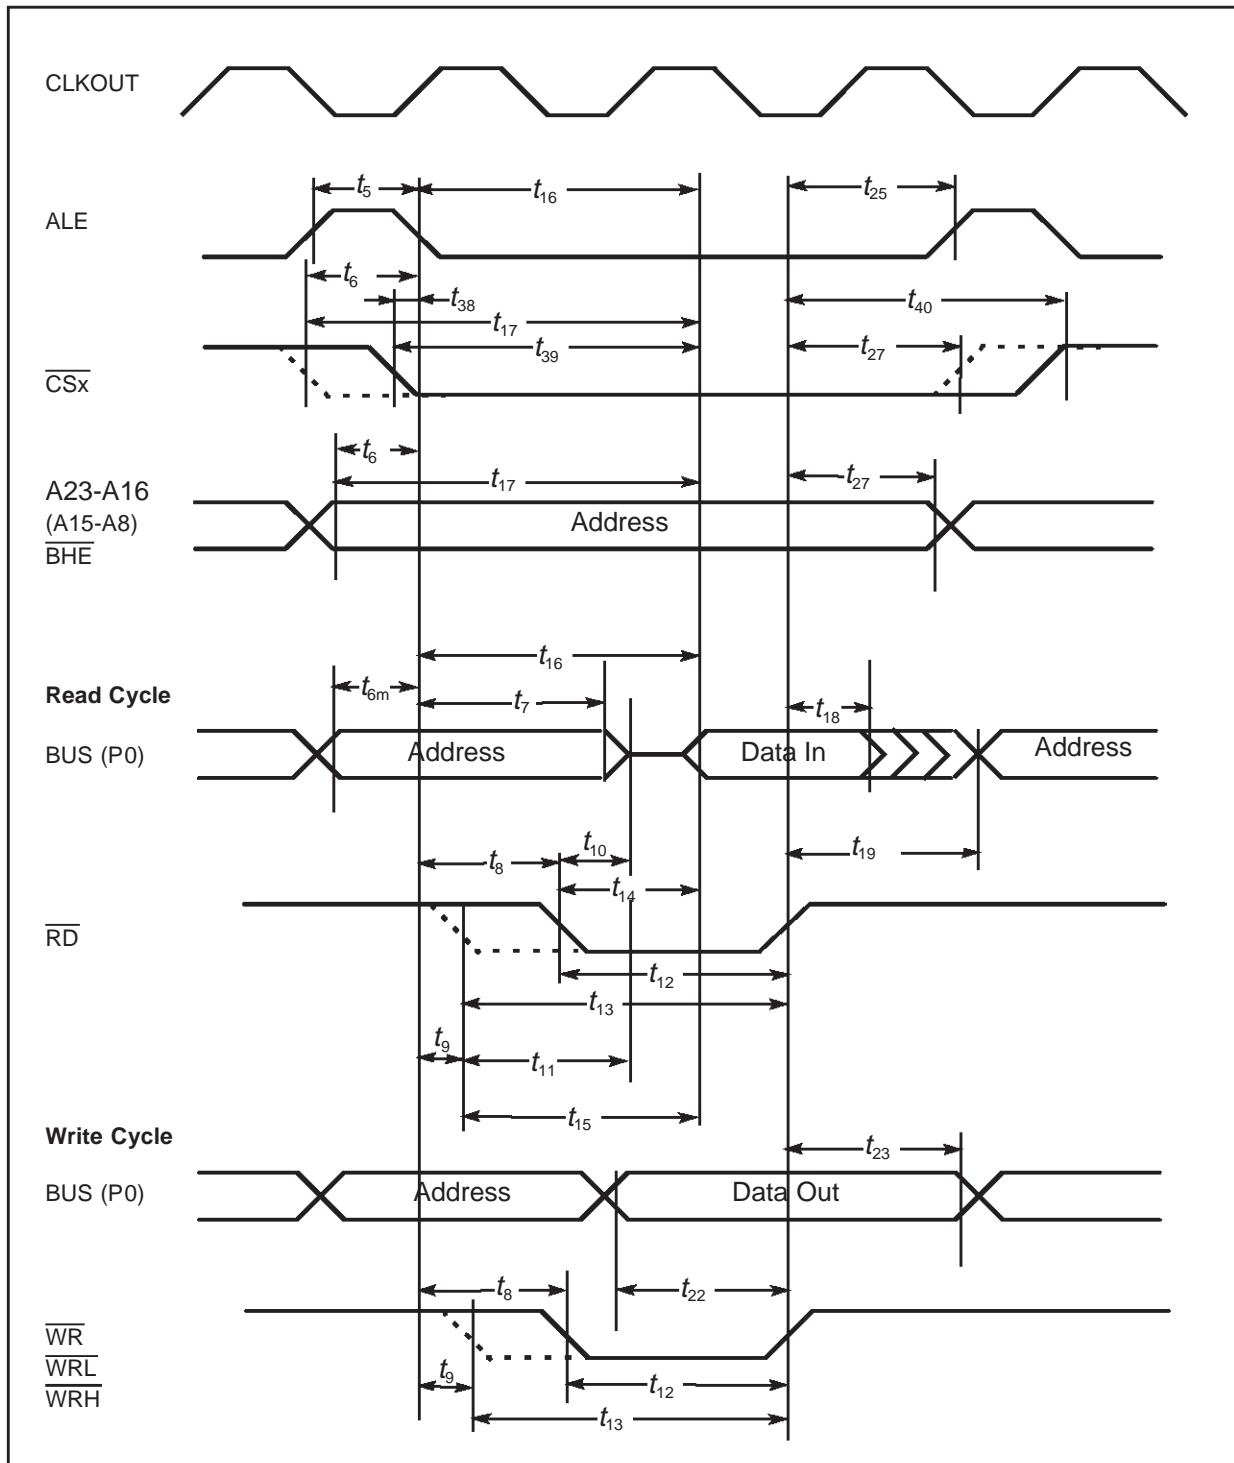 CLKOUT
t5 t16 t25
ALE
t6
t38 t40
t17
t39 t27
CSx
t6
t17 t27
A23-A16
(A15-A8) Address
BHE
t16
Read Cycle t6m t7 t18
BUS (P0) Address Data In Address
t8 t10 t19
t14
RD
t12
t13
t9 t11
t15
Write Cycle
t23
BUS (P0) Address Data Out
t8 t22
WR
WRL
t9 t12
WRH
t13